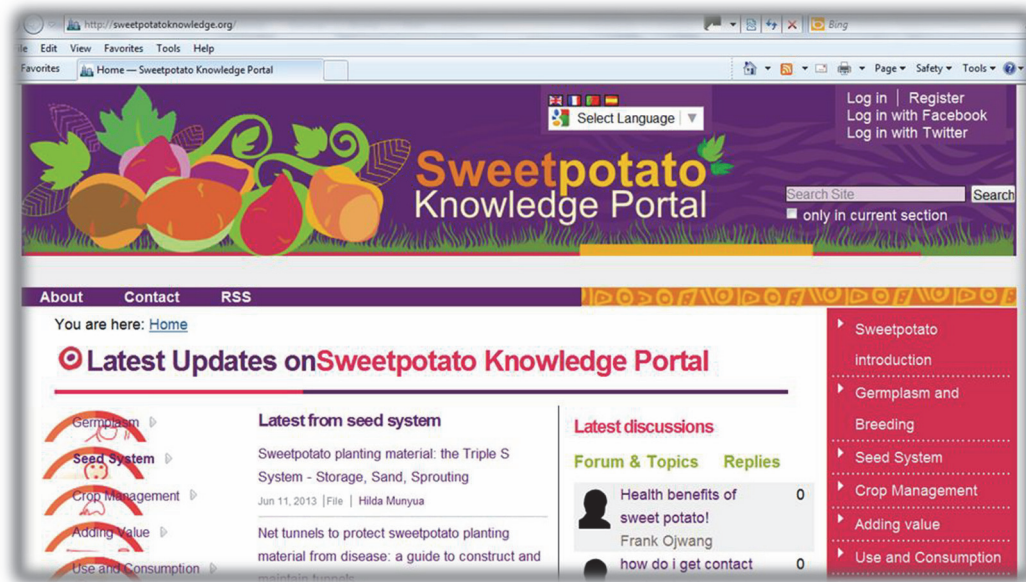 http://sweetpotatoknowledge.org/
Bing
Edit View Favorites Tools Help
Favorites
Home — Sweetpotato Knowledge Portal
Page Safety Tools
Select Language
Log in | Register
Log in with Facebook
Log in with Twitter
Sweetpotato
Knowledge Portal
Search Site Search
only in current section
About Contact RSS
You are here: Home
Latest Updates onSweetpotato Knowledge Portal
Germplasm
Seed System
Crop Management
Adding Value
Use and Consumption
Latest from seed system
Sweetpotato planting material: the Triple S
System - Storage, Sand, Sprouting
Jun 11, 2013 | File | Hilda Munyua
Net tunnels to protect sweetpotato planting
material from disease: a guide to construct and
maintain tunnels
Latest discussions
Forum & Topics Replies
Health benefits of 0
sweet potato!
Frank Ojwang
how do i get contact 0
Sweetpotato
introduction
Germplasm and
Breeding
Seed System
Crop Management
Adding value
Use and Consumption